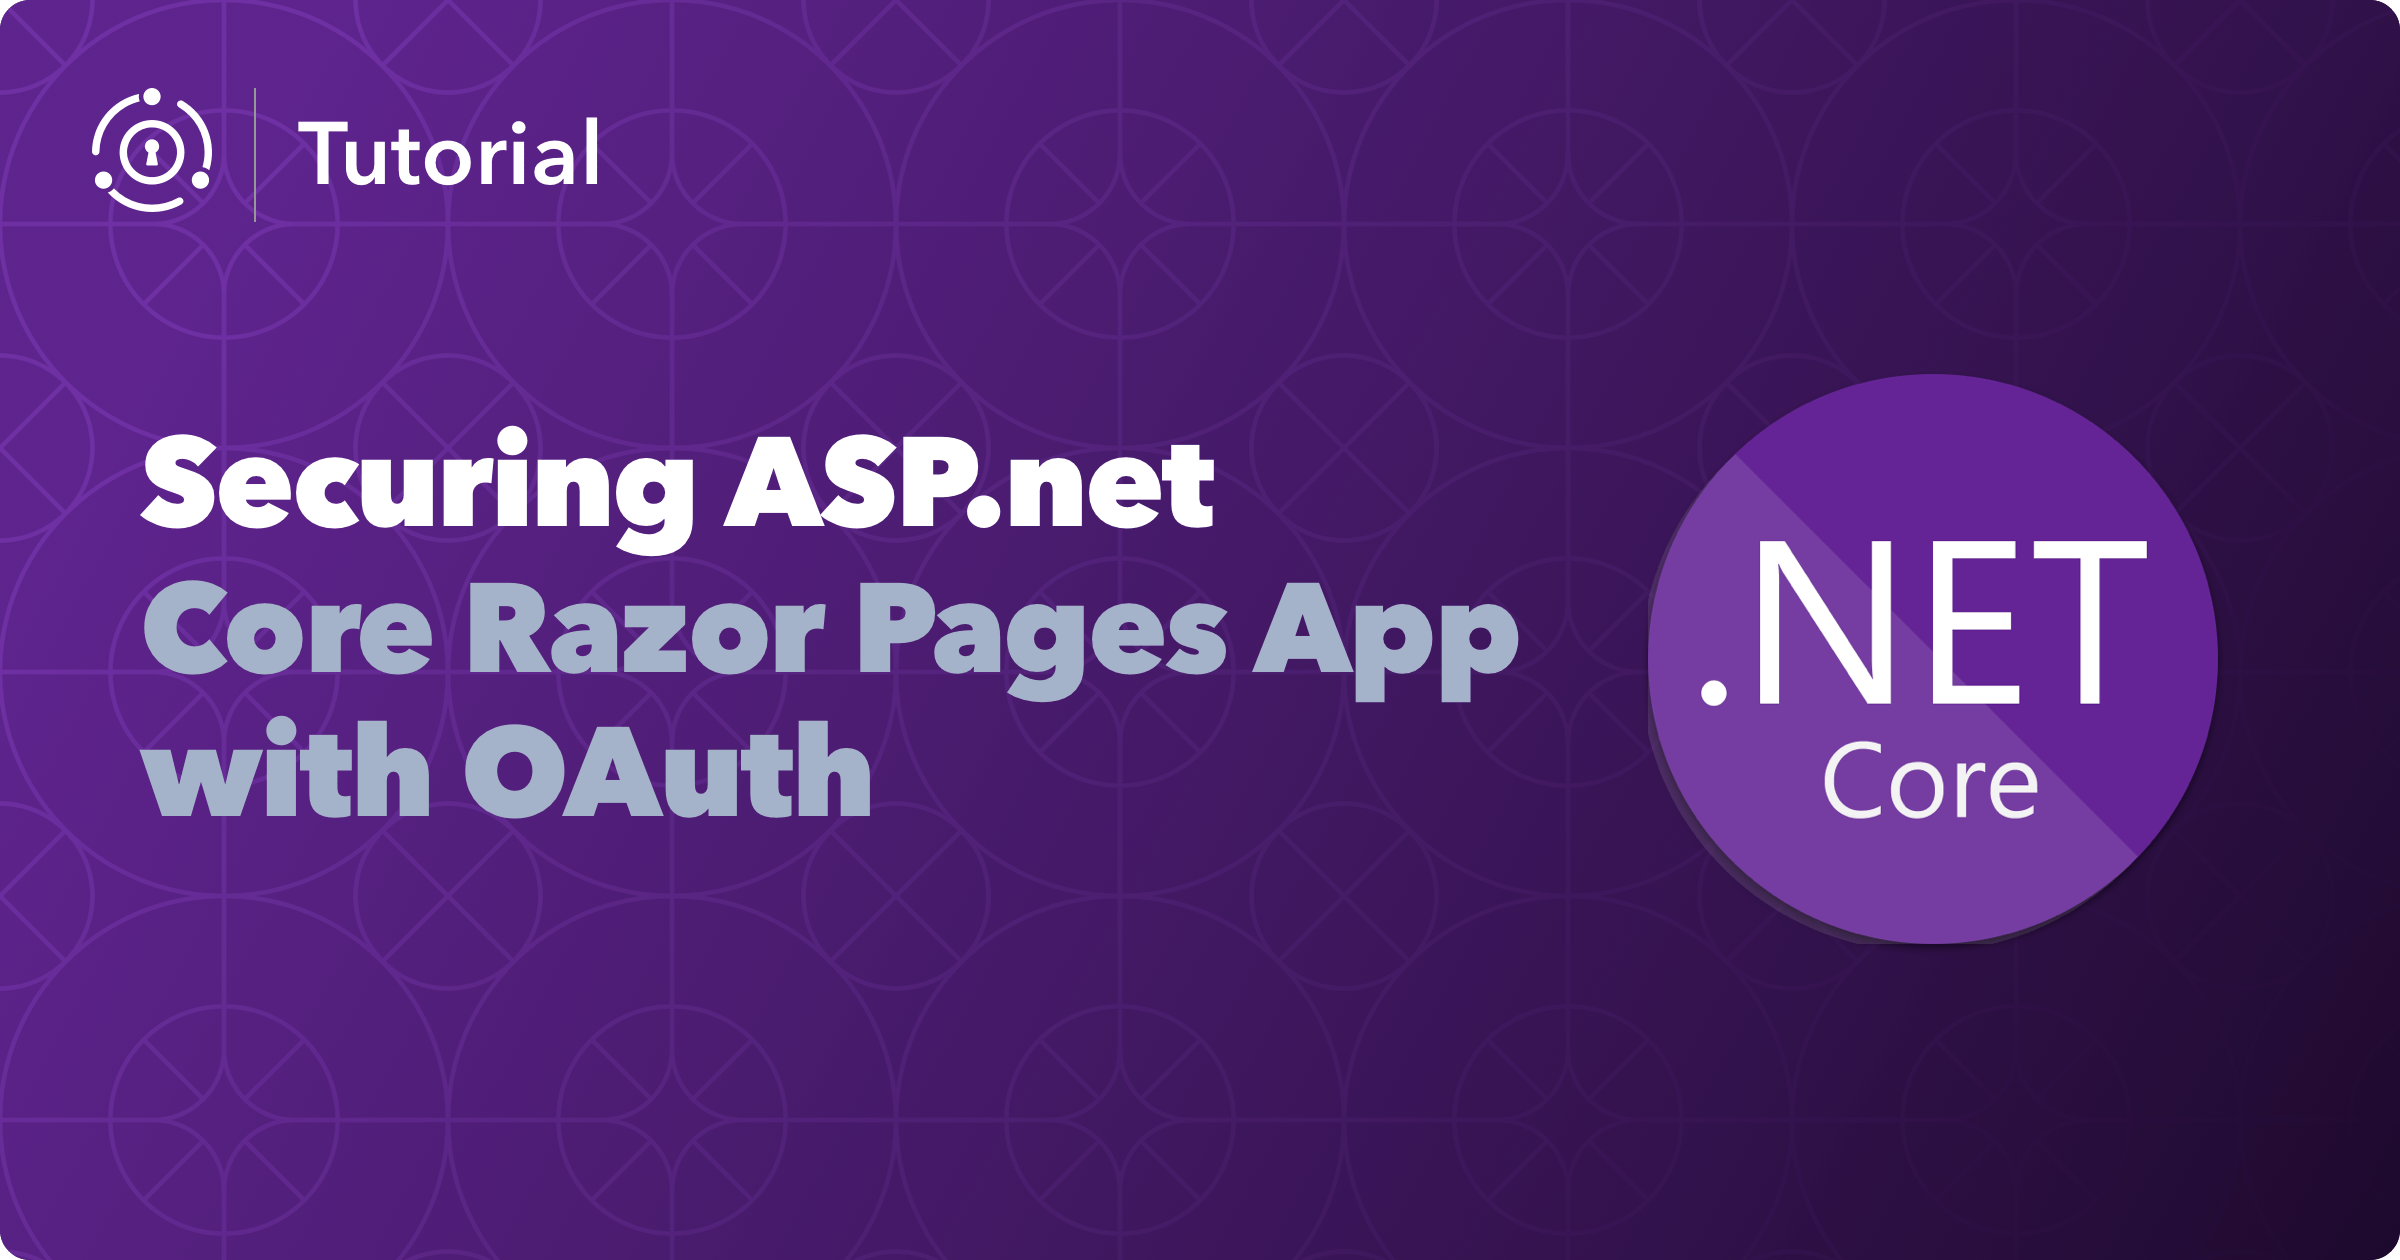 Tutorial
Securing ASP.net
Core Razor Pages App
with OAuth
.NET
Core